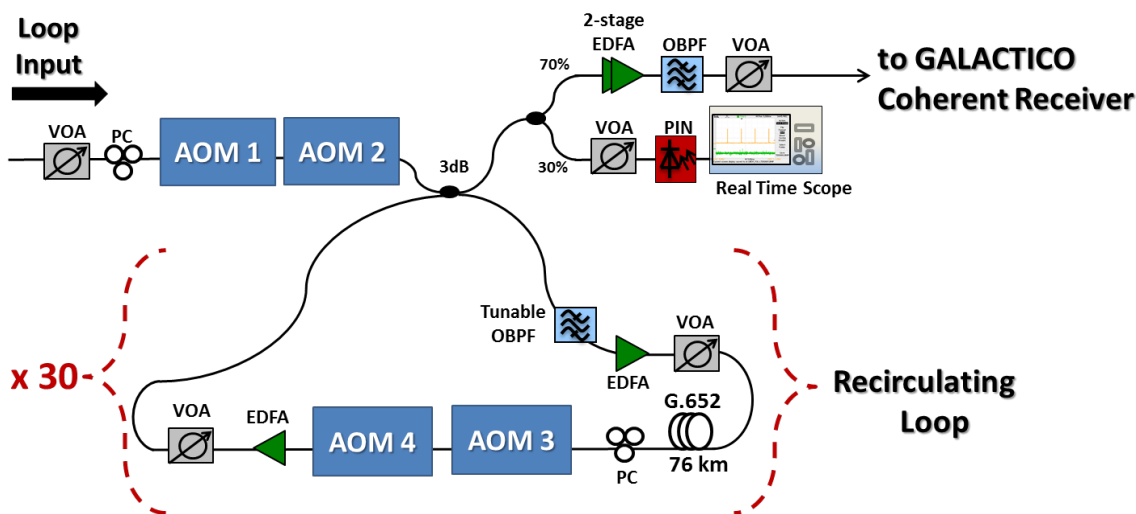 Loop
Input
VOA
PC
AOM 1
AOM 2
3dB
70%
30%
2-stage
EDFA
OBPF
VOA
to GALACTICO
Coherent Receiver
VOA
PIN
Real Time Scope
Tunable
OBPF
EDFA
VOA
x 30
Recirculating
Loop
VOA
EDFA
AOM 4
AOM 3
PC
G.652
76 km